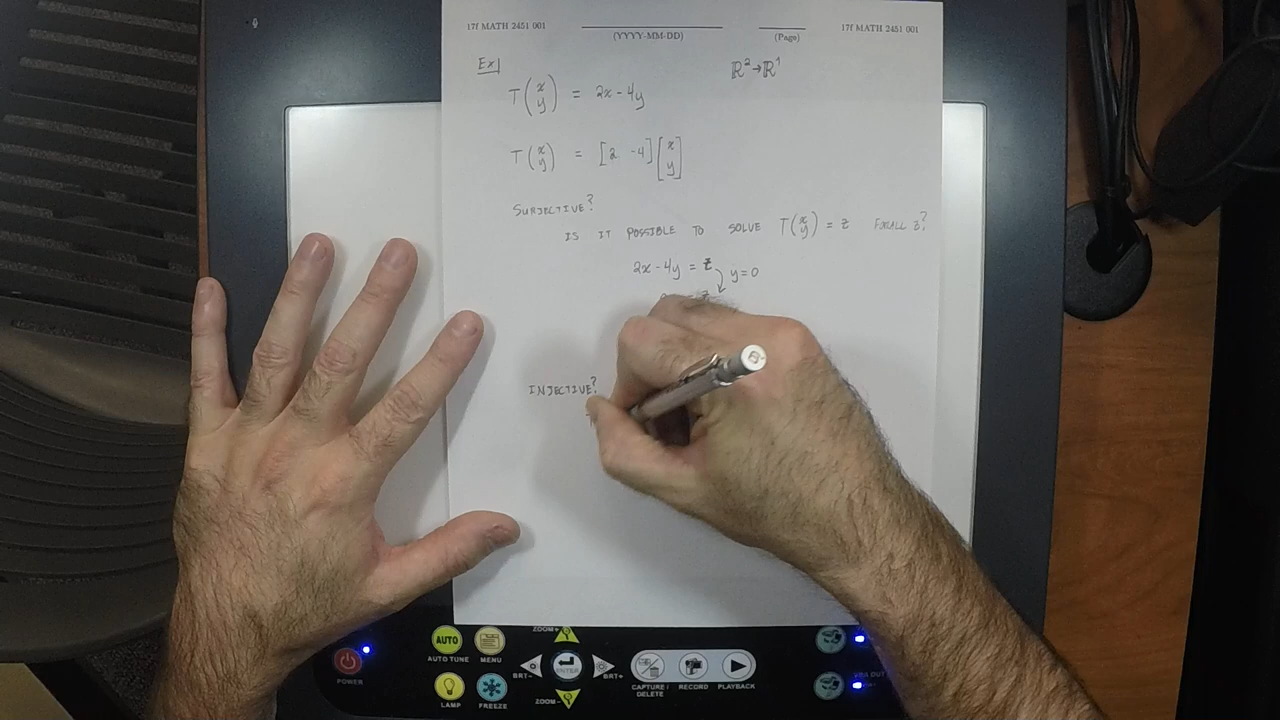 17f MATH 2451 001 (YYYY-MM-DD) (Page) 17f MATH 2451 001
Ex1 ℝ²→ℝ¹
T(x y) = 2x - 4y
T(x y) = [2 -4][x y]
SURJECTIVE?
IS IT POSSIBLE TO SOLVE T(x y) = z FORALL z?
2x - 4y = z
y = 0
INJECTIVE?
B
ZOOM+
AUTO
AUTO TUNE MENU
BRT- ENTER BRT+
POWER
CAPTURE / DELETE RECORD PLAYBACK
LAMP FREEZE ZOOM-